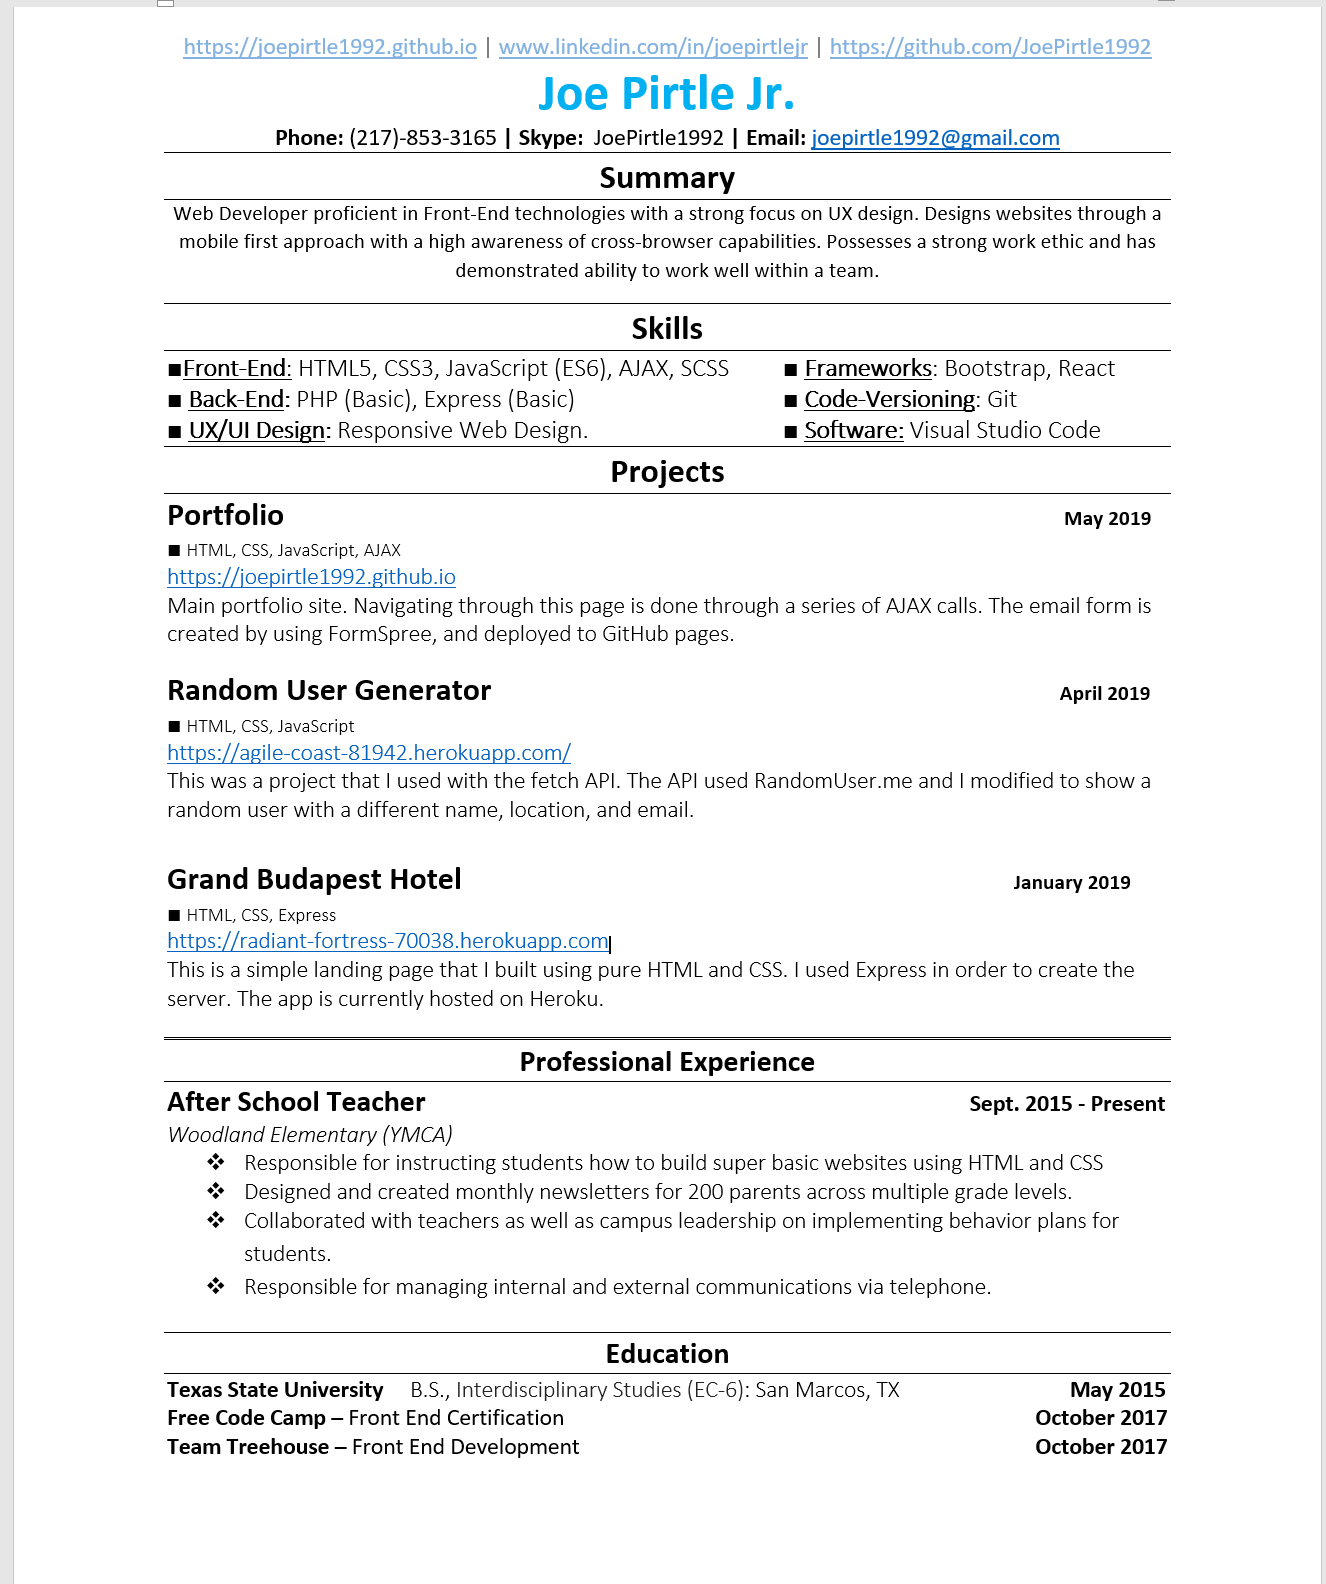 https://joepirtle1992.github.io | www.linkedin.com/in/joepirtlejr | https://github.com/JoePirtle1992
Joe Pirtle Jr.
Phone: (217)-853-3165 | Skype: JoePirtle1992 | Email: joepirtle1992@gmail.com
Summary
Web Developer proficient in Front-End technologies with a strong focus on UX design. Designs websites through a
mobile first approach with a high awareness of cross-browser capabilities. Possesses a strong work ethic and has
demonstrated ability to work well within a team.
Skills
■Front-End: HTML5, CSS3, JavaScript (ES6), AJAX, SCSS ■ Frameworks: Bootstrap, React
■ Back-End: PHP (Basic), Express (Basic) ■ Code-Versioning: Git
■ UX/UI Design: Responsive Web Design. ■ Software: Visual Studio Code
Projects
Portfolio May 2019
■ HTML, CSS, JavaScript, AJAX
https://joepirtle1992.github.io
Main portfolio site. Navigating through this page is done through a series of AJAX calls. The email form is
created by using FormSpree, and deployed to GitHub pages.
Random User Generator April 2019
■ HTML, CSS, JavaScript
https://agile-coast-81942.herokuapp.com/
This was a project that I used with the fetch API. The API used RandomUser.me and I modified to show a
random user with a different name, location, and email.
Grand Budapest Hotel January 2019
■ HTML, CSS, Express
https://radiant-fortress-70038.herokuapp.com
This is a simple landing page that I built using pure HTML and CSS. I used Express in order to create the
server. The app is currently hosted on Heroku.
Professional Experience
After School Teacher Sept. 2015 - Present
Woodland Elementary (YMCA)
❖ Responsible for instructing students how to build super basic websites using HTML and CSS
❖ Designed and created monthly newsletters for 200 parents across multiple grade levels.
❖ Collaborated with teachers as well as campus leadership on implementing behavior plans for
students.
❖ Responsible for managing internal and external communications via telephone.
Education
Texas State University B.S., Interdisciplinary Studies (EC-6): San Marcos, TX May 2015
Free Code Camp – Front End Certification October 2017
Team Treehouse – Front End Development October 2017